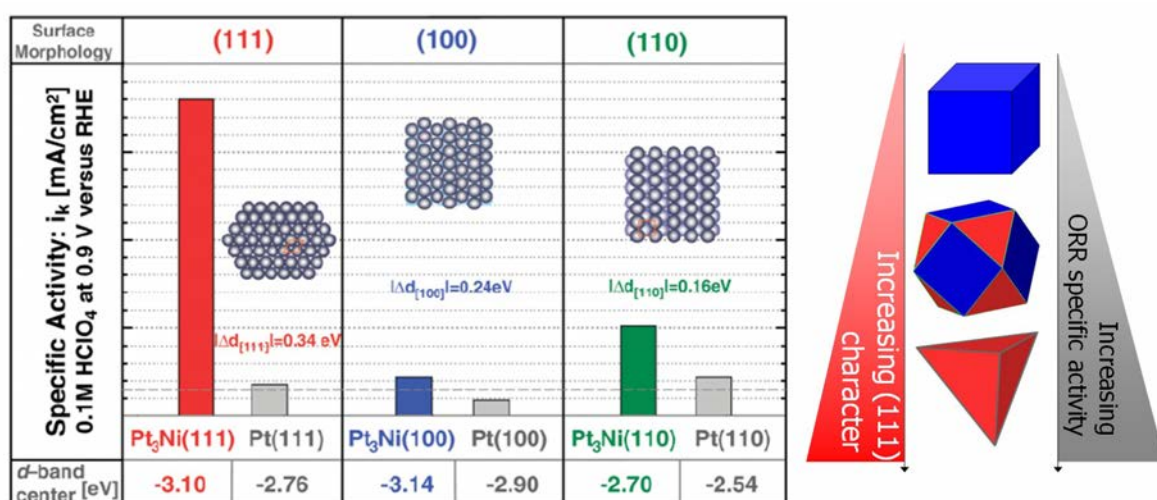 Surface
Morphology
(111)
(100)
(110)
Specific Activity: iₖ [mA/cm²]
0.1M HClO₄ at 0.9 V versus RHE
|Δd[111]|=0.34 eV
|Δd[100]|=0.24eV
|Δd[110]|=0.16eV
Pt₃Ni(111) Pt(111) Pt₃Ni(100) Pt(100) Pt₃Ni(110) Pt(110)
d-band
center [eV]
-3.10 -2.76 -3.14 -2.90 -2.70 -2.54
Increasing (111)
character
Increasing
ORR specific activity